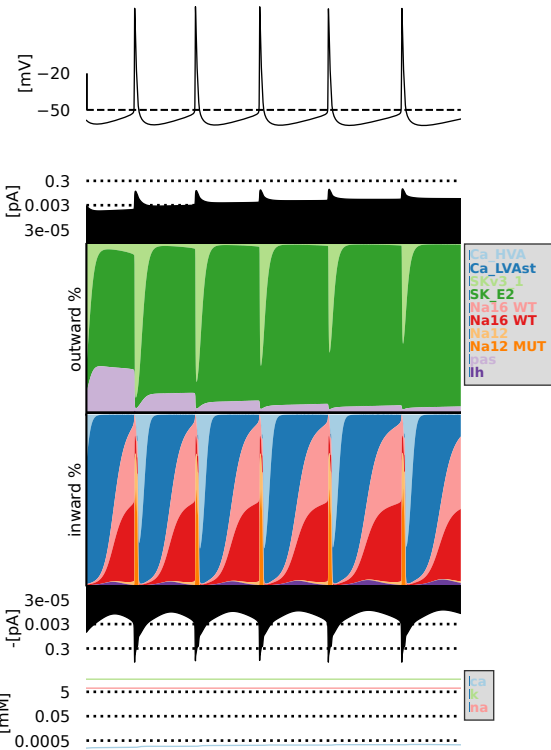 [mV]
−20
−50
[pA]
0.3
0.003
3e-05
outward %
Ca_HVA
Ca_LVAst
SKv3_1
SK_E2
Na16 WT
Na16 WT
Na12
Na12 MUT
pas
Ih
inward %
-[pA]
3e-05
0.003
0.3
[mM]
5
0.05
0.0005
ca
k
na